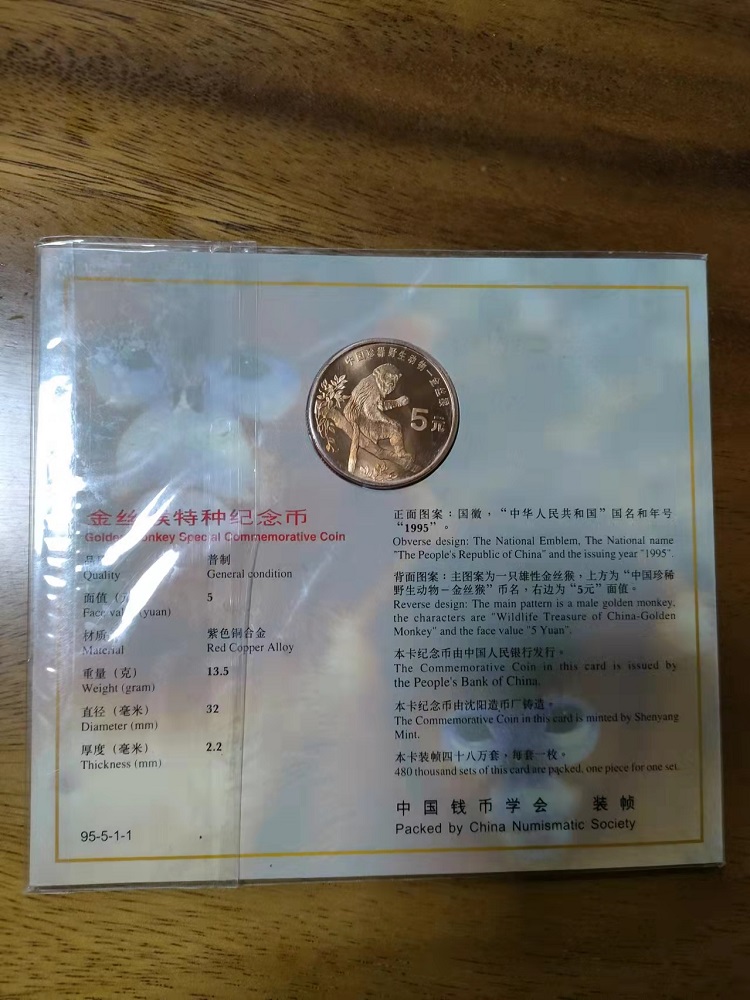 中国珍稀野生动物—金丝猴
5元
金丝猴特种纪念币
Golden Monkey Special Commemorative Coin
普制
Quality General condition
面值 5
Face value (yuan)
材质 紫色铜合金
Material Red Copper Alloy
重量（克） 13.5
Weight (gram)
直径（毫米） 32
Diameter (mm)
厚度（毫米） 2.2
Thickness (mm)
95-5-1-1
正面图案：国徽，“中华人民共和国”国名和年号
“1995”。
Obverse design: The National Emblem, The National name
"The People's Republic of China" and the issuing year "1995".
背面图案：主图案为一只雄性金丝猴，上方为“中国珍稀
野生动物－金丝猴”币名，右边为“5元”面值。
Reverse design: The main pattern is a male golden monkey,
the characters are "Wildlife Treasure of China-Golden
Monkey" and the face value "5 Yuan".
本卡纪念币由中国人民银行发行。
The Commemorative Coin in this card is issued by
the People's Bank of China.
本卡纪念币由沈阳造币厂铸造。
The Commemorative Coin in this card is minted by Shenyang
Mint.
本卡装帧四十八万套，每套一枚。
480 thousand sets of this card are packed, one piece for one set.
中国钱币学会 装帧
Packed by China Numismatic Society